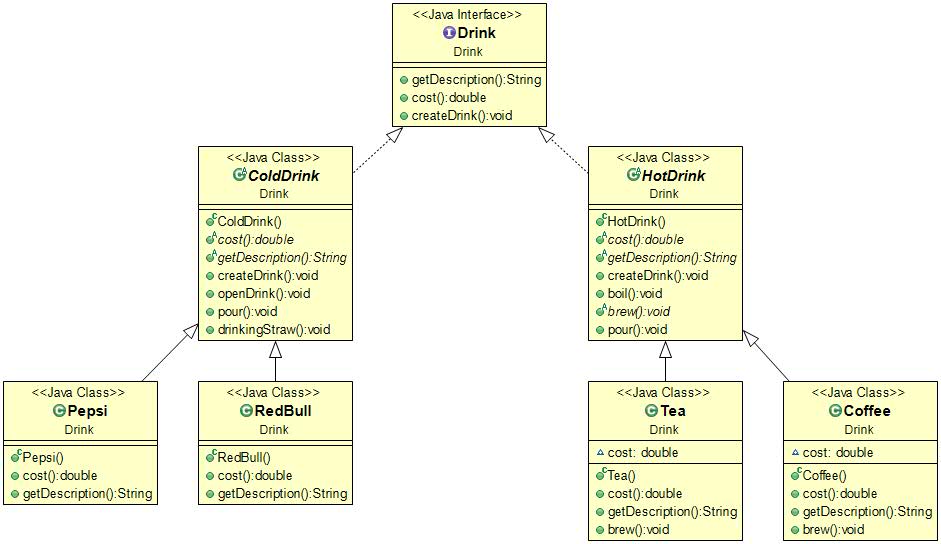 <<Java Interface>>
Drink
Drink
getDescription():String
cost():double
createDrink():void
<<Java Class>>
ColdDrink
Drink
ColdDrink()
cost():double
getDescription():String
createDrink():void
openDrink():void
pour():void
drinkingStraw():void
<<Java Class>>
HotDrink
Drink
HotDrink()
cost():double
getDescription():String
createDrink():void
boil():void
brew():void
pour():void
<<Java Class>>
Pepsi
Drink
Pepsi()
cost():double
getDescription():String
<<Java Class>>
RedBull
Drink
RedBull()
cost():double
getDescription():String
<<Java Class>>
Tea
Drink
cost: double
Tea()
cost():double
getDescription():String
brew():void
<<Java Class>>
Coffee
Drink
cost: double
Coffee()
cost():double
getDescription():String
brew():void